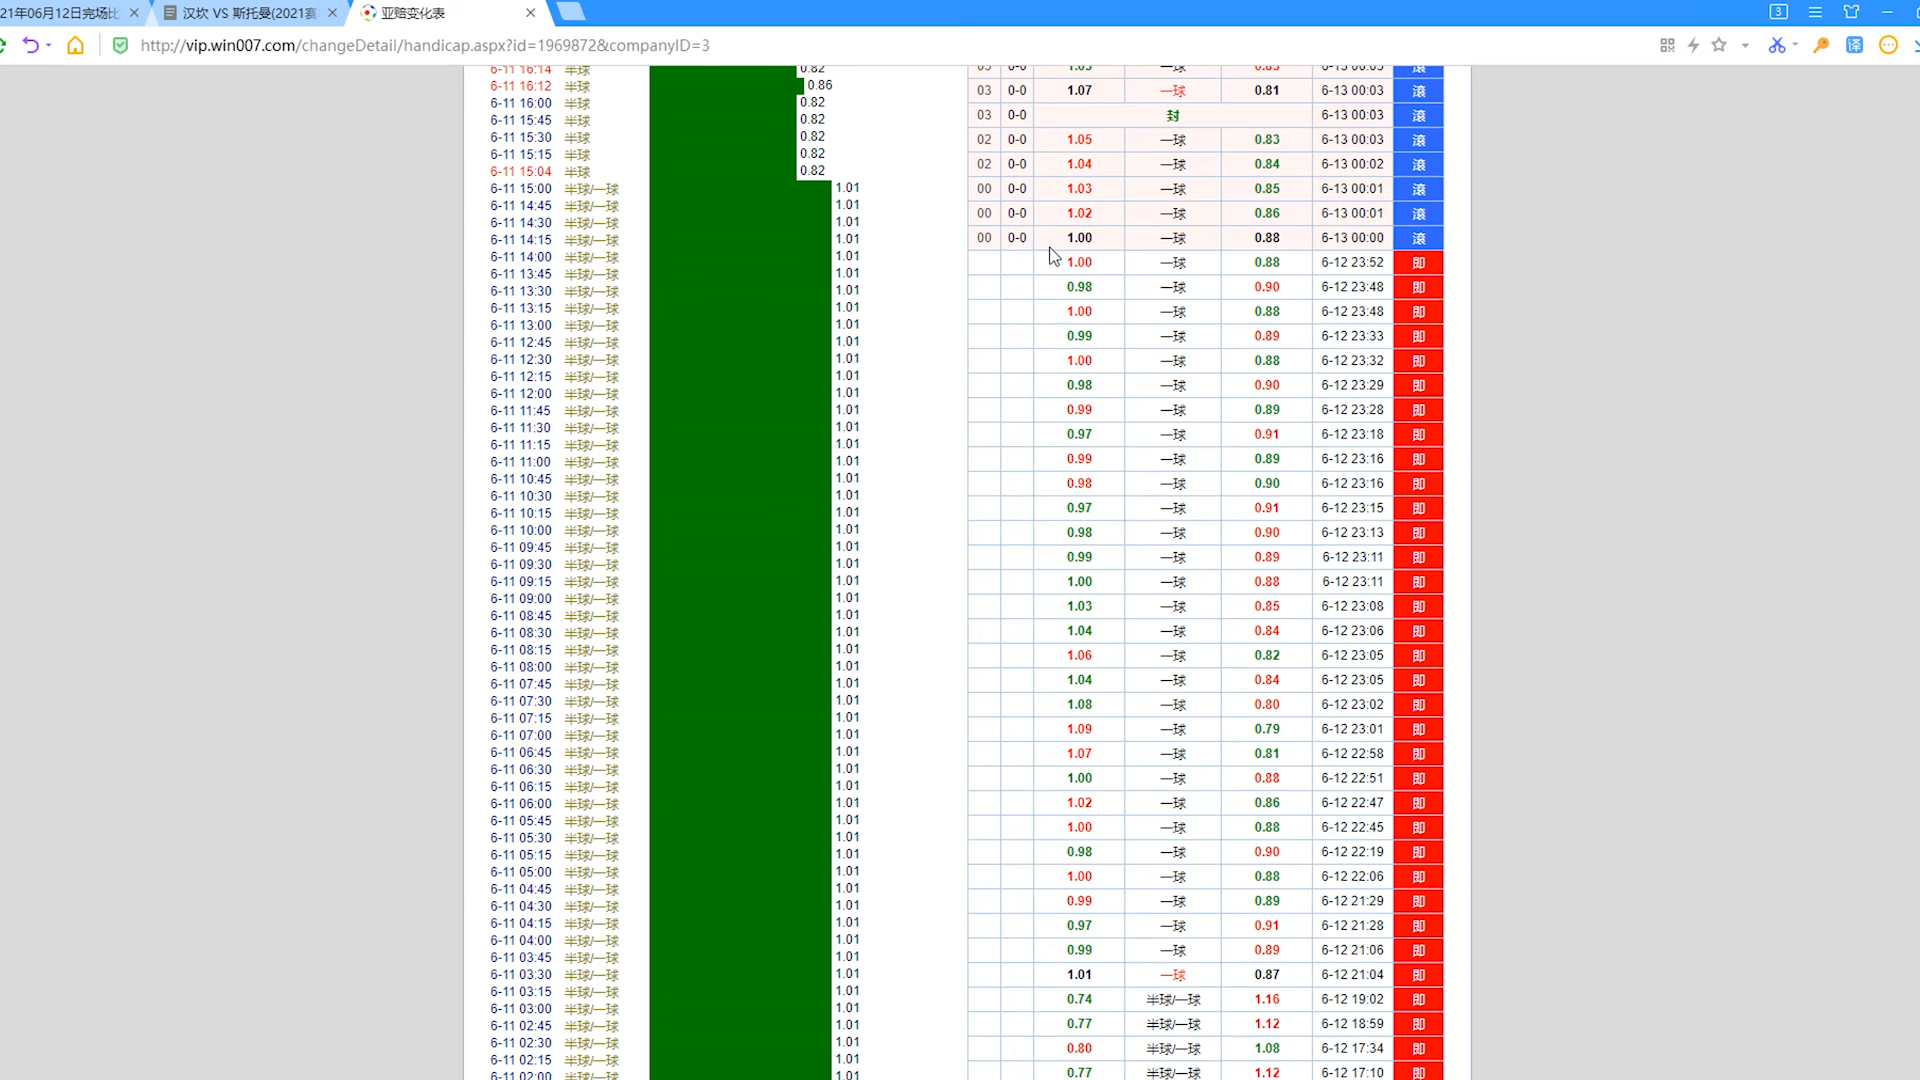 21年06月12日完场比 汉坎 VS 斯托曼(2021赛 亚赔变化表 3
http://vip.win007.com/changeDetail/handicap.aspx?id=1969872&companyID=3 译
6-11 16:14 半球 0.82
6-11 16:12 半球 0.86
6-11 16:00 半球 0.82
6-11 15:45 半球 0.82
6-11 15:30 半球 0.82
6-11 15:15 半球 0.82
6-11 15:04 半球 0.82
6-11 15:00 半球/一球 1.01
6-11 14:45 半球/一球 1.01
6-11 14:30 半球/一球 1.01
6-11 14:15 半球/一球 1.01
6-11 14:00 半球/一球 1.01
6-11 13:45 半球/一球 1.01
6-11 13:30 半球/一球 1.01
6-11 13:15 半球/一球 1.01
6-11 13:00 半球/一球 1.01
6-11 12:45 半球/一球 1.01
6-11 12:30 半球/一球 1.01
6-11 12:15 半球/一球 1.01
6-11 12:00 半球/一球 1.01
6-11 11:45 半球/一球 1.01
6-11 11:30 半球/一球 1.01
6-11 11:15 半球/一球 1.01
6-11 11:00 半球/一球 1.01
6-11 10:45 半球/一球 1.01
6-11 10:30 半球/一球 1.01
6-11 10:15 半球/一球 1.01
6-11 10:00 半球/一球 1.01
6-11 09:45 半球/一球 1.01
6-11 09:30 半球/一球 1.01
6-11 09:15 半球/一球 1.01
6-11 09:00 半球/一球 1.01
6-11 08:45 半球/一球 1.01
6-11 08:30 半球/一球 1.01
6-11 08:15 半球/一球 1.01
6-11 08:00 半球/一球 1.01
6-11 07:45 半球/一球 1.01
6-11 07:30 半球/一球 1.01
6-11 07:15 半球/一球 1.01
6-11 07:00 半球/一球 1.01
6-11 06:45 半球/一球 1.01
6-11 06:30 半球/一球 1.01
6-11 06:15 半球/一球 1.01
6-11 06:00 半球/一球 1.01
6-11 05:45 半球/一球 1.01
6-11 05:30 半球/一球 1.01
6-11 05:15 半球/一球 1.01
6-11 05:00 半球/一球 1.01
6-11 04:45 半球/一球 1.01
6-11 04:30 半球/一球 1.01
6-11 04:15 半球/一球 1.01
6-11 04:00 半球/一球 1.01
6-11 03:45 半球/一球 1.01
6-11 03:30 半球/一球 1.01
6-11 03:15 半球/一球 1.01
6-11 03:00 半球/一球 1.01
6-11 02:45 半球/一球 1.01
6-11 02:30 半球/一球 1.01
6-11 02:15 半球/一球 1.01
6-11 02:00 半球/一球 1.01
0-0 一球 滚
03 0-0 1.07 一球 0.81 6-13 00:03 滚
03 0-0 封 6-13 00:03 滚
02 0-0 1.05 一球 0.83 6-13 00:03 滚
02 0-0 1.04 一球 0.84 6-13 00:02 滚
00 0-0 1.03 一球 0.85 6-13 00:01 滚
00 0-0 1.02 一球 0.86 6-13 00:01 滚
00 0-0 1.00 一球 0.88 6-13 00:00 滚
1.00 一球 0.88 6-12 23:52 即
0.98 一球 0.90 6-12 23:48 即
1.00 一球 0.88 6-12 23:48 即
0.99 一球 0.89 6-12 23:33 即
1.00 一球 0.88 6-12 23:32 即
0.98 一球 0.90 6-12 23:29 即
0.99 一球 0.89 6-12 23:28 即
0.97 一球 0.91 6-12 23:18 即
0.99 一球 0.89 6-12 23:16 即
0.98 一球 0.90 6-12 23:16 即
0.97 一球 0.91 6-12 23:15 即
0.98 一球 0.90 6-12 23:13 即
0.99 一球 0.89 6-12 23:11 即
1.00 一球 0.88 6-12 23:11 即
1.03 一球 0.85 6-12 23:08 即
1.04 一球 0.84 6-12 23:06 即
1.06 一球 0.82 6-12 23:05 即
1.04 一球 0.84 6-12 23:05 即
1.08 一球 0.80 6-12 23:02 即
1.09 一球 0.79 6-12 23:01 即
1.07 一球 0.81 6-12 22:58 即
1.00 一球 0.88 6-12 22:51 即
1.02 一球 0.86 6-12 22:47 即
1.00 一球 0.88 6-12 22:45 即
0.98 一球 0.90 6-12 22:19 即
1.00 一球 0.88 6-12 22:06 即
0.99 一球 0.89 6-12 21:29 即
0.97 一球 0.91 6-12 21:28 即
0.99 一球 0.89 6-12 21:06 即
1.01 一球 0.87 6-12 21:04 即
0.74 半球/一球 1.16 6-12 19:02 即
0.77 半球/一球 1.12 6-12 18:59 即
0.80 半球/一球 1.08 6-12 17:34 即
0.77 半球/一球 1.12 6-12 17:10 即